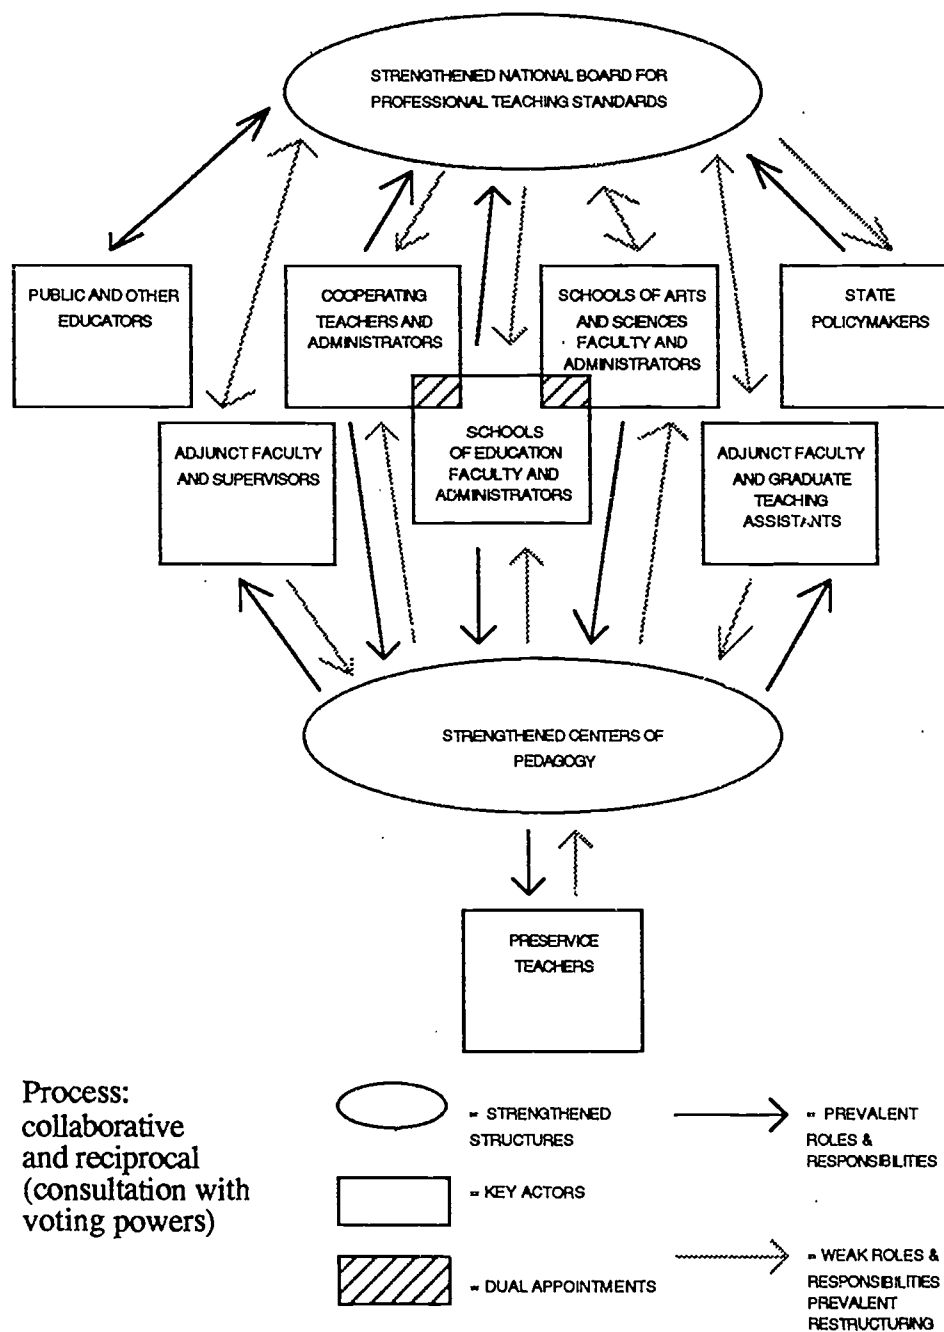 STRENGTHENED NATIONAL BOARD FOR
PROFESSIONAL TEACHING STANDARDS
PUBLIC AND OTHER
EDUCATORS
COOPERATING
TEACHERS AND
ADMINISTRATORS
SCHOOLS OF ARTS
AND SCIENCES
FACULTY AND
ADMINISTRATORS
STATE
POLICYMAKERS
ADJUNCT FACULTY
AND SUPERVISORS
SCHOOLS
OF EDUCATION
FACULTY AND
ADMINISTRATORS
ADJUNCT FACULTY
AND GRADUATE
TEACHING
ASSISTANTS
STRENGTHENED CENTERS OF
PEDAGOGY
PRESERVICE
TEACHERS
Process:
collaborative
and reciprocal
(consultation with
voting powers)
= STRENGTHENED
STRUCTURES
= KEY ACTORS
= DUAL APPOINTMENTS
= PREVALENT
ROLES &
RESPONSIBILITIES
= WEAK ROLES &
RESPONSIBILITIES
PREVALENT
RESTRUCTURING